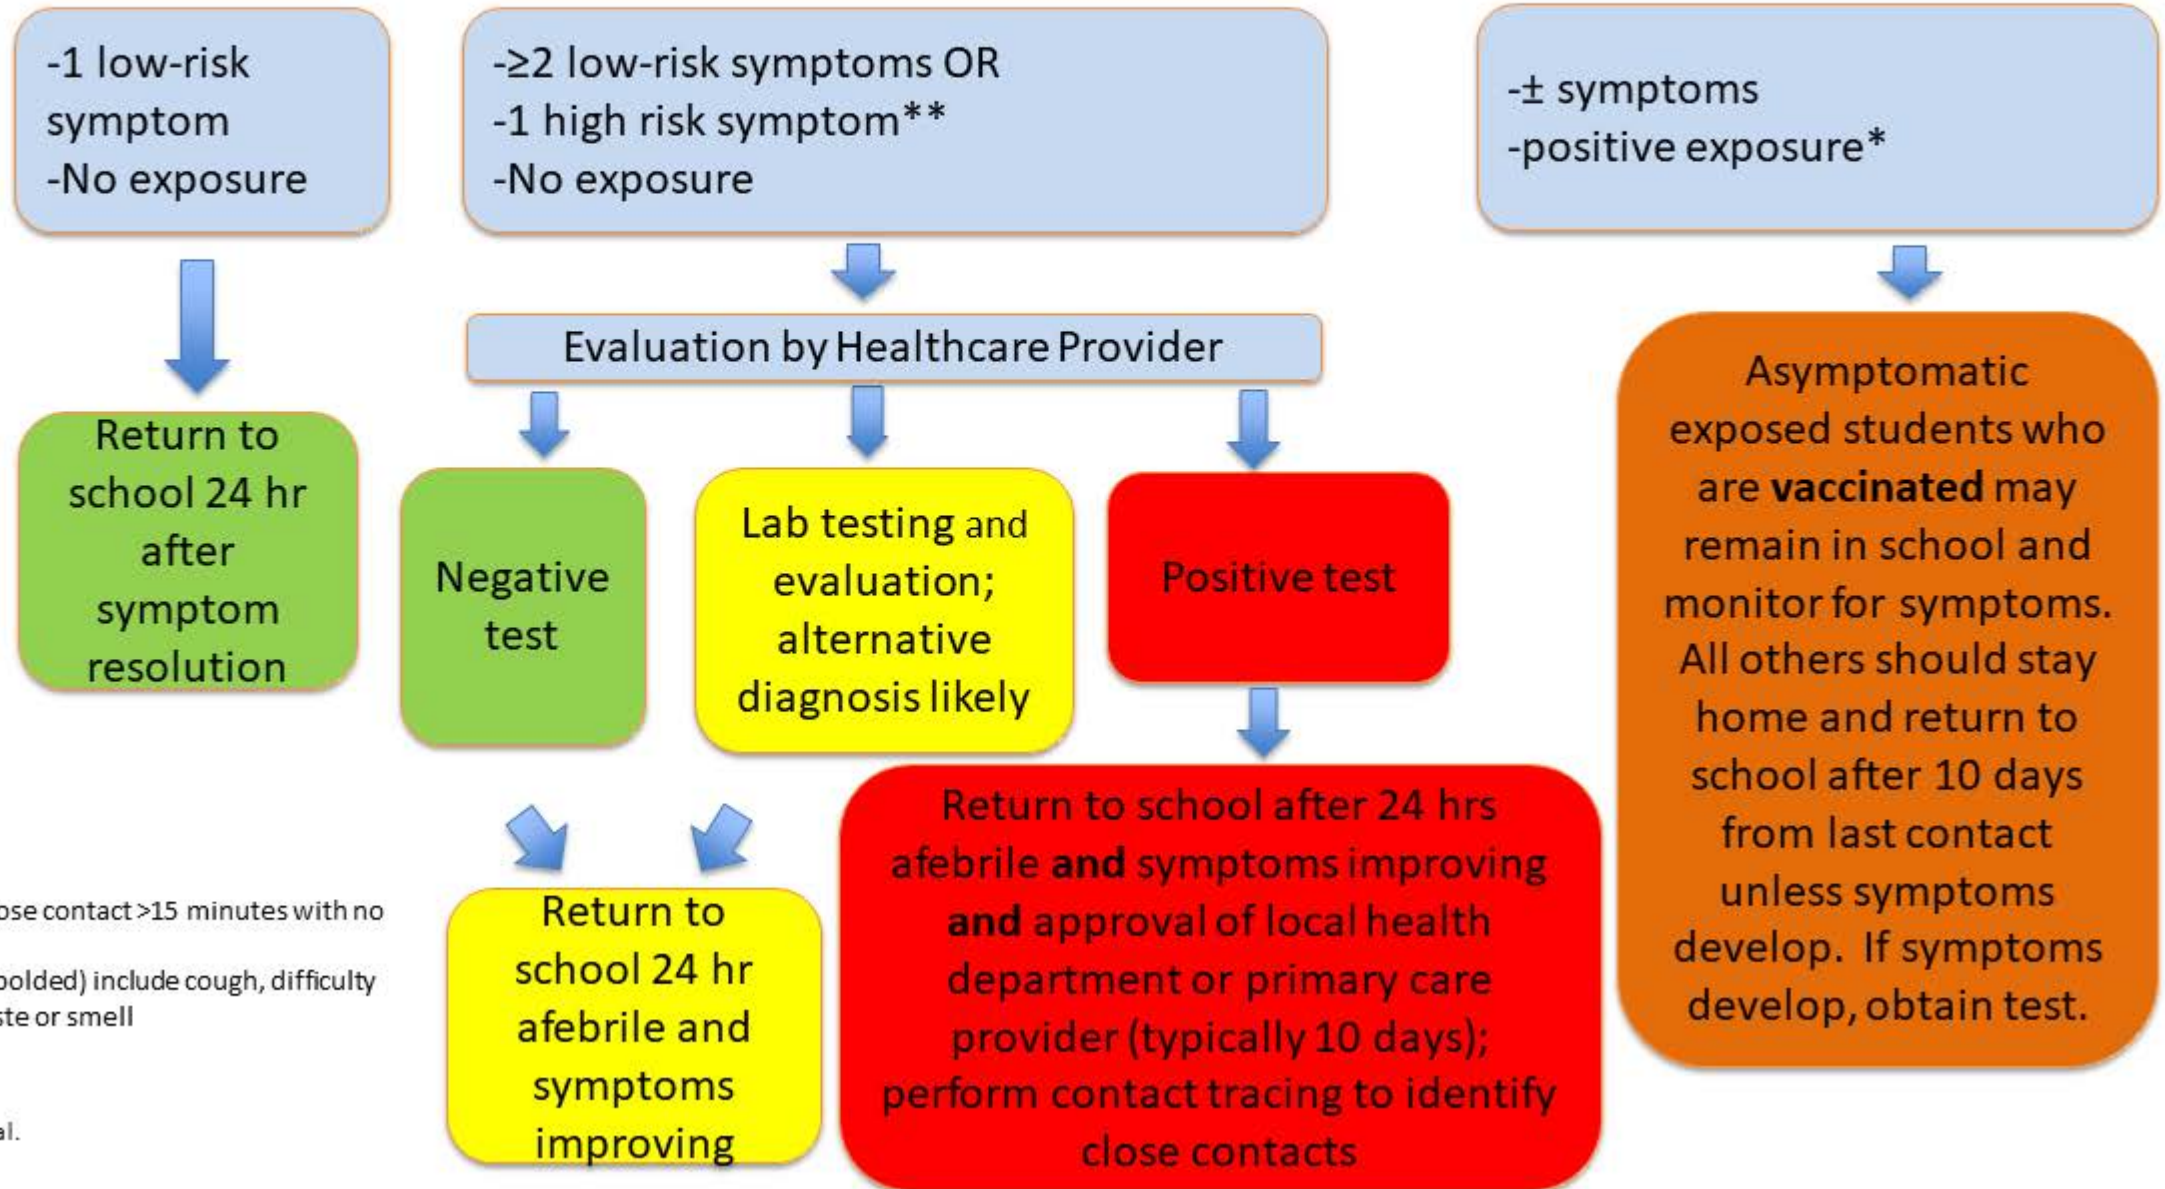 -1 low-risk
symptom
-No exposure
-≥2 low-risk symptoms OR
-1 high risk symptom**
-No exposure
-± symptoms
-positive exposure*
Evaluation by Healthcare Provider
Return to
school 24 hr
after
symptom
resolution
Negative
test
Lab testing and
evaluation;
alternative
diagnosis likely
Positive test
Asymptomatic
exposed students who
are vaccinated may
remain in school and
monitor for symptoms.
All others should stay
home and return to
school after 10 days
from last contact
unless symptoms
develop. If symptoms
develop, obtain test.
Return to
school 24 hr
afebrile and
symptoms
improving
Return to school after 24 hrs
afebrile and symptoms improving
and approval of local health
department or primary care
provider (typically 10 days);
perform contact tracing to identify
close contacts
contact >15 minutes with no
include cough, difficulty
or smell